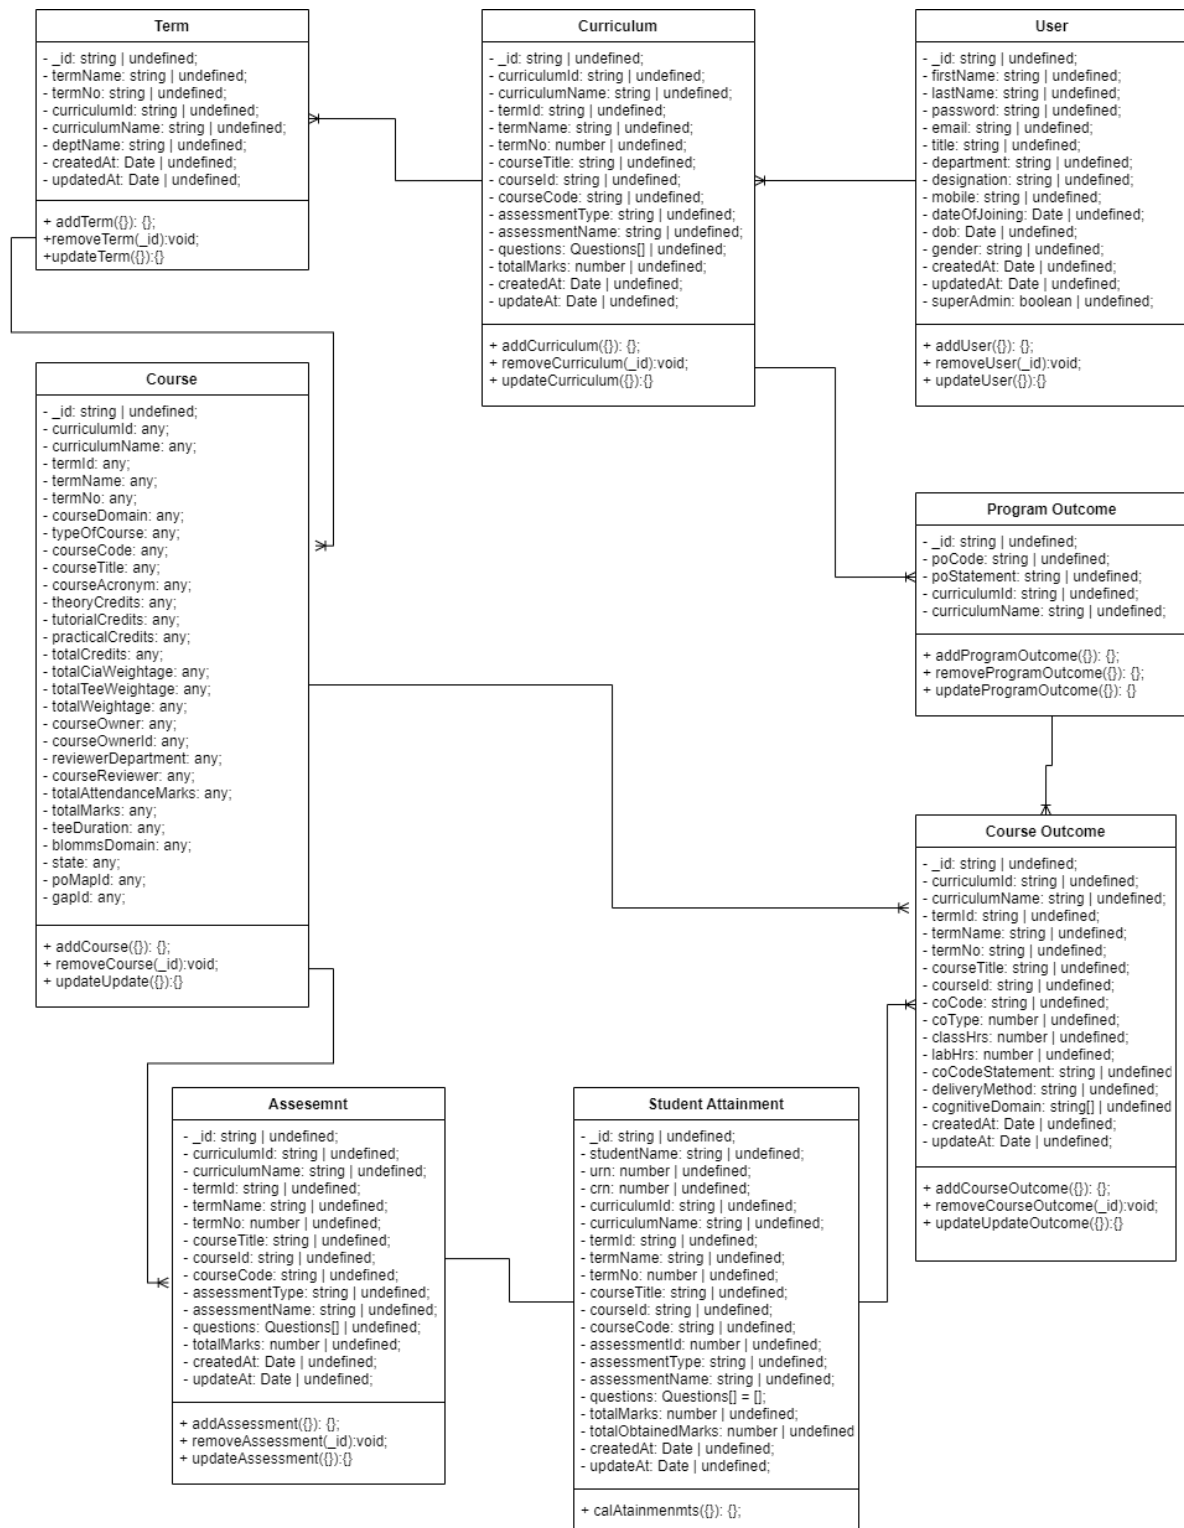 Term
- _id: string | undefined;
- termName: string | undefined;
- termNo: string | undefined;
- curriculumId: string | undefined;
- curriculumName: string | undefined;
- deptName: string | undefined;
- createdAt: Date | undefined;
- updatedAt: Date | undefined;
+ addTerm({}): {};
+removeTerm(_id):void;
+updateTerm({}):{}
Curriculum
- _id: string | undefined;
- curriculumId: string | undefined;
- curriculumName: string | undefined;
- termId: string | undefined;
- termName: string | undefined;
- termNo: number | undefined;
- courseTitle: string | undefined;
- courseId: string | undefined;
- courseCode: string | undefined;
- assessmentType: string | undefined;
- assessmentName: string | undefined;
- questions: Questions[] | undefined;
- totalMarks: number | undefined;
- createdAt: Date | undefined;
- updateAt: Date | undefined;
+ addCurriculum({}): {};
+ removeCurriculum(_id):void;
+ updateCurriculum({}):{}
User
- _id: string | undefined;
- firstName: string | undefined;
- lastName: string | undefined;
- password: string | undefined;
- email: string | undefined;
- title: string | undefined;
- department: string | undefined;
- designation: string | undefined;
- mobile: string | undefined;
- dateOfJoining: Date | undefined;
- dob: Date | undefined;
- gender: string | undefined;
- createdAt: Date | undefined;
- updatedAt: Date | undefined;
- superAdmin: boolean | undefined;
+ addUser({}): {};
+ removeUser(_id):void;
+ updateUser({}):{}
Course
- _id: string | undefined;
- curriculumId: any;
- curriculumName: any;
- termId: any;
- termName: any;
- termNo: any;
- courseDomain: any;
- typeOfCourse: any;
- courseCode: any;
- courseTitle: any;
- courseAcronym: any;
- theoryCredits: any;
- tutorialCredits: any;
- practicalCredits: any;
- totalCredits: any;
- totalCiaWeightage: any;
- totalTeeWeightage: any;
- totalWeightage: any;
- courseOwner: any;
- courseOwnerId: any;
- reviewerDepartment: any;
- courseReviewer: any;
- totalAttendanceMarks: any;
- totalMarks: any;
- teeDuration: any;
- blommsDomain: any;
- state: any;
- poMapId: any;
- gapId: any;
+ addCourse({}): {};
+ removeCourse(_id):void;
+ updateUpdate({}):{}
Program Outcome
- _id: string | undefined;
- poCode: string | undefined;
- poStatement: string | undefined;
- curriculumId: string | undefined;
- curriculumName: string | undefined;
+ addProgramOutcome({}): {};
+ removeProgramOutcome({}): {};
+ updateProgramOutcome({}): {}
Course Outcome
- _id: string | undefined;
- curriculumId: string | undefined;
- curriculumName: string | undefined;
- termId: string | undefined;
- termName: string | undefined;
- termNo: string | undefined;
- courseTitle: string | undefined;
- courseId: string | undefined;
- coCode: string | undefined;
- coType: number | undefined;
- classHrs: number | undefined;
- labHrs: number | undefined;
- coCodeStatement: string | undefined
- deliveryMethod: string | undefined;
- cognitiveDomain: string[] | undefined
- createdAt: Date | undefined;
- updateAt: Date | undefined;
+ addCourseOutcome({}): {};
+ removeCourseOutcome(_id):void;
+ updateUpdateOutcome({}):{}
Assesemnt
- _id: string | undefined;
- curriculumId: string | undefined;
- curriculumName: string | undefined;
- termId: string | undefined;
- termName: string | undefined;
- termNo: number | undefined;
- courseTitle: string | undefined;
- courseId: string | undefined;
- courseCode: string | undefined;
- assessmentType: string | undefined;
- assessmentName: string | undefined;
- questions: Questions[] | undefined;
- totalMarks: number | undefined;
- createdAt: Date | undefined;
- updateAt: Date | undefined;
+ addAssessment({}): {};
+ removeAssessment(_id):void;
+ updateAssessment({}):{}
Student Attainment
- _id: string | undefined;
- studentName: string | undefined;
- urn: number | undefined;
- crn: number | undefined;
- curriculumId: string | undefined;
- curriculumName: string | undefined;
- termId: string | undefined;
- termName: string | undefined;
- termNo: number | undefined;
- courseTitle: string | undefined;
- courseId: string | undefined;
- courseCode: string | undefined;
- assessmentId: number | undefined;
- assessmentType: string | undefined;
- assessmentName: string | undefined;
- questions: Questions[] = [];
- totalMarks: number | undefined;
- totalObtainedMarks: number | undefined
- createdAt: Date | undefined;
- updateAt: Date | undefined;
+ calAtainmenmts({}): {};